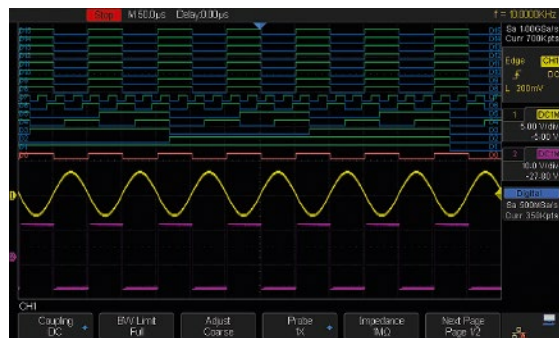 Stop M 50.0μs Delay:0.00μs f = 10.0000KHz
Sa 1.00GSa/s
Curr 700Kpts
Edge CH1
DC
L 200mV
1 DC1M
5.00 V/div
-5.00 V
2 DC1M
10.0 V/div
-27.80 V
Digital
Sa 500MSa/s
Curr 350Kpts
CH1
Coupling
DC
BW Limit
Full
Adjust
Coarse
Probe
1X
Impedance
1MΩ
Next Page
Page 1/2